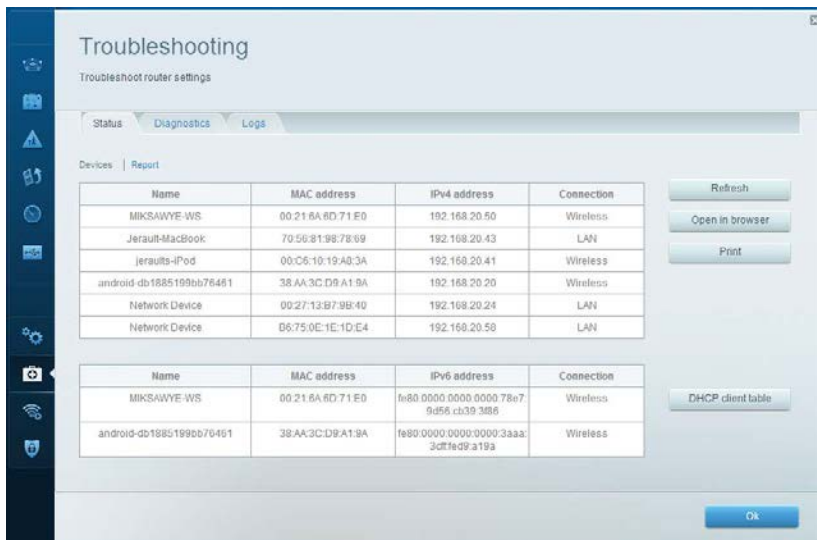 Troubleshooting
Troubleshoot router settings
Status Diagnostics Logs
Devices | Report
Name MAC address IPv4 address Connection
MIKSAWYE-WS 00:21:6A:6D:71:E0 192.168.20.50 Wireless
Jerault-MacBook 70:56:81:98:78:69 192.168.20.43 LAN
jeraults-iPod 00:C6:10:19:A8:3A 192.168.20.41 Wireless
android-db1885199bb76461 38:AA:3C:D9:A1:9A 192.168.20.20 Wireless
Network Device 00:27:13:B7:9B:40 192.168.20.24 LAN
Network Device B6:75:0E:1E:1D:E4 192.168.20.58 LAN
Refresh
Open in browser
Print
Name MAC address IPv6 address Connection
MIKSAWYE-WS 00:21:6A:6D:71:E0 fe80:0000:0000:0000:78e7: Wireless
9d56:cb39:3f86
android-db1885199bb76461 38:AA:3C:D9:A1:9A fe80:0000:0000:0000:3aaa: Wireless
3cff:fed9:a19a
DHCP client table
Ok